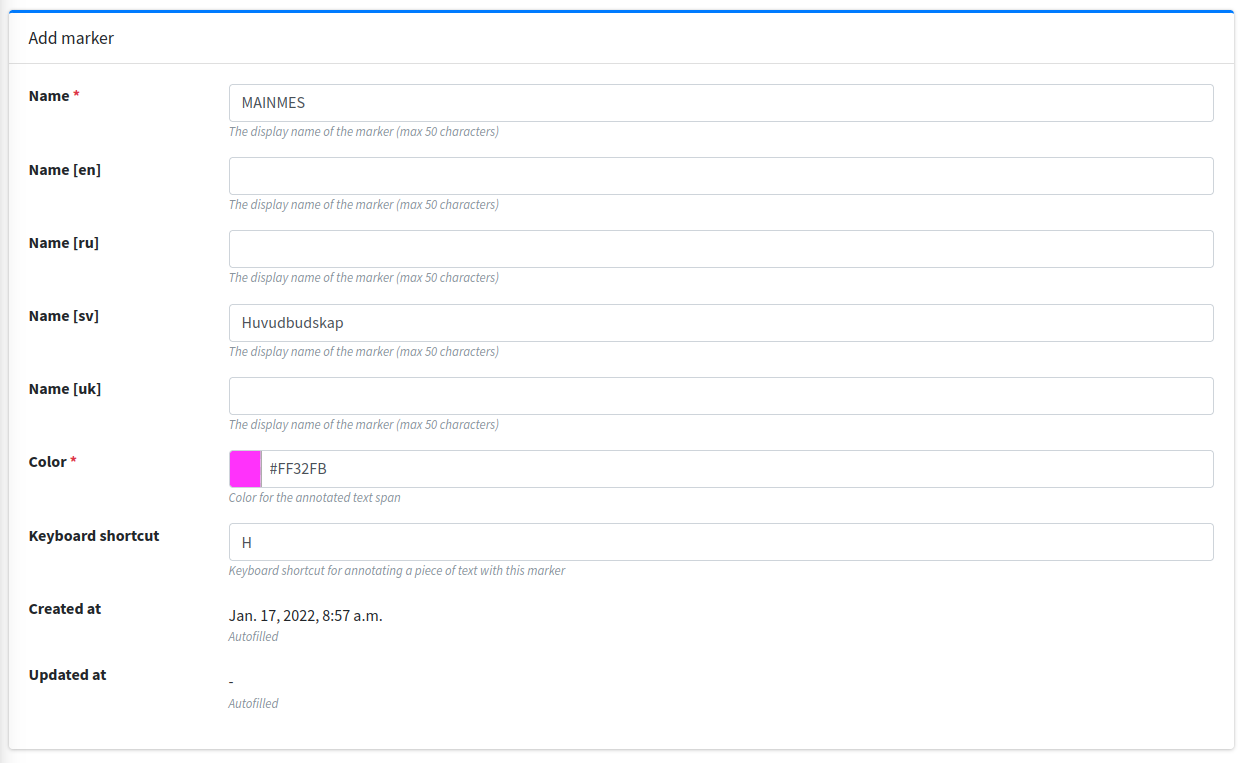 Add marker
Name *
MAINMES
The display name of the marker (max 50 characters)
Name [en]
The display name of the marker (max 50 characters)
Name [ru]
The display name of the marker (max 50 characters)
Name [sv]
Huvudbudskap
The display name of the marker (max 50 characters)
Name [uk]
The display name of the marker (max 50 characters)
Color *
#FF32FB
Color for the annotated text span
Keyboard shortcut
H
Keyboard shortcut for annotating a piece of text with this marker
Created at
Jan. 17, 2022, 8:57 a.m.
Autofilled
Updated at
-
Autofilled